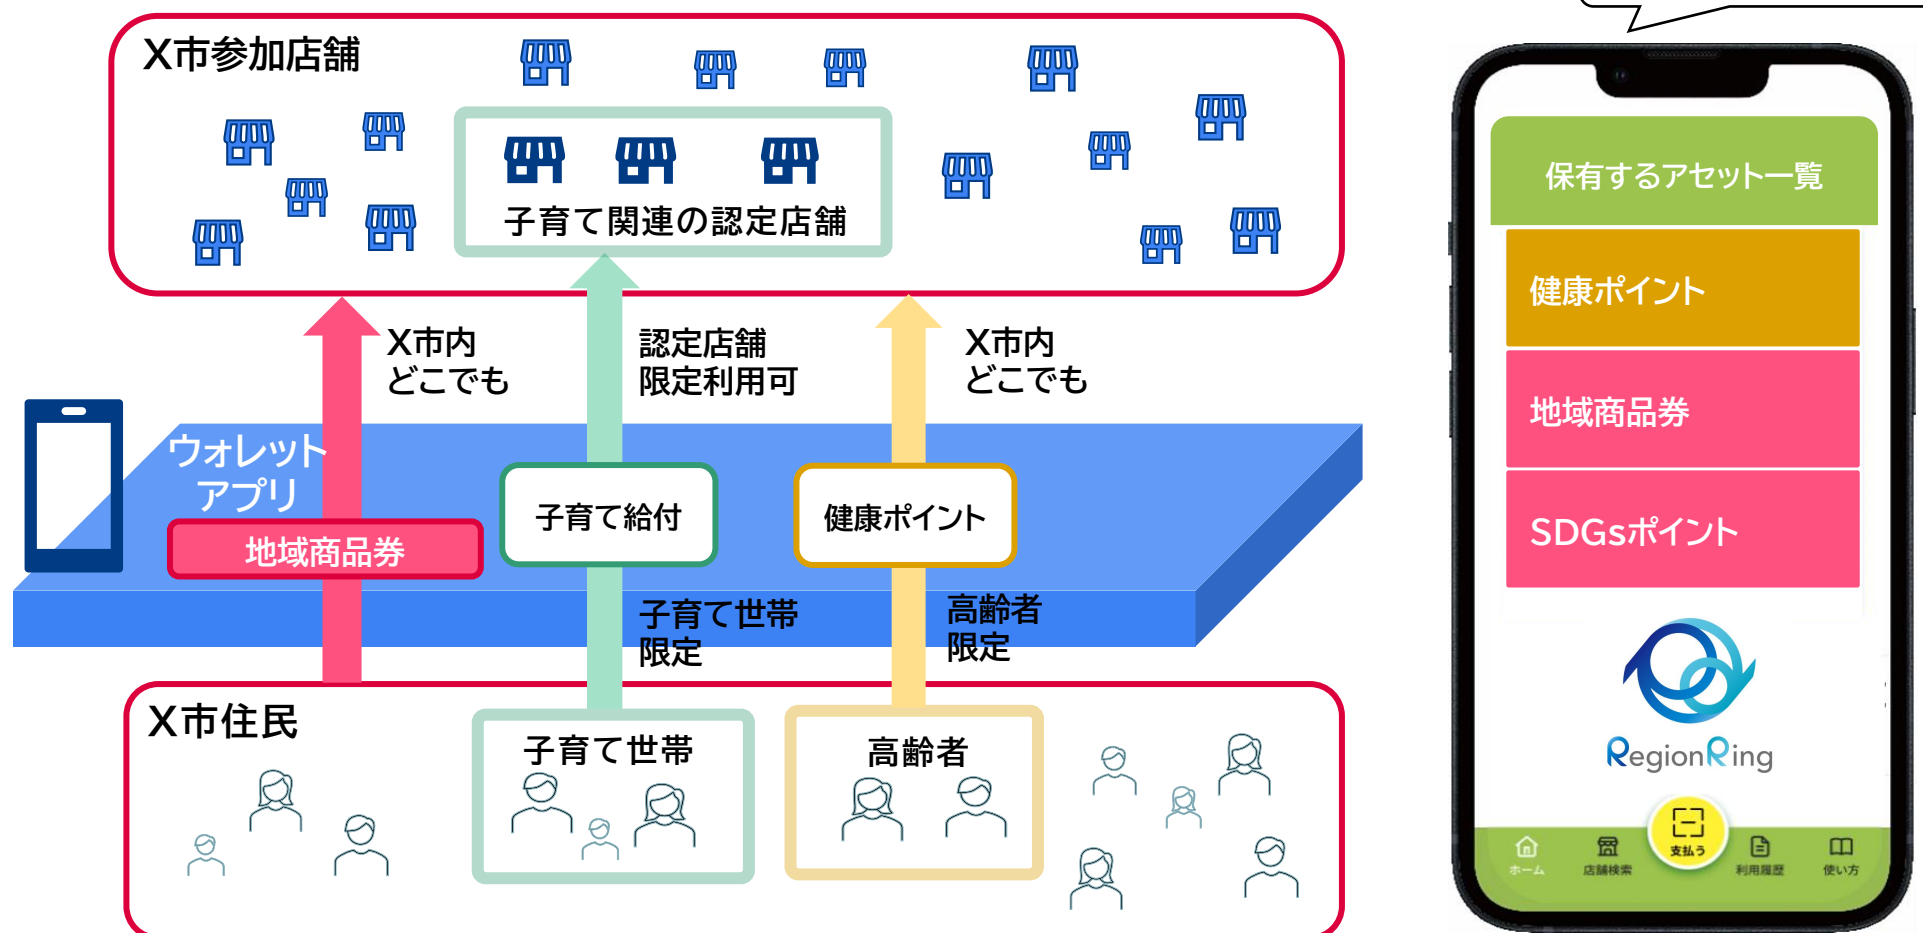 X市参加店舗
子育て関連の認定店舗
X市内
どこでも
認定店舗
限定利用可
X市内
どこでも
ウォレット
アプリ
地域商品券
子育て給付
健康ポイント
子育て世帯
限定
高齢者
限定
X市住民
子育て世帯
高齢者
保有するアセット一覧
健康ポイント
地域商品券
SDGsポイント
RegionRing
ホーム
店舗検索
支払う
利用履歴
使い方